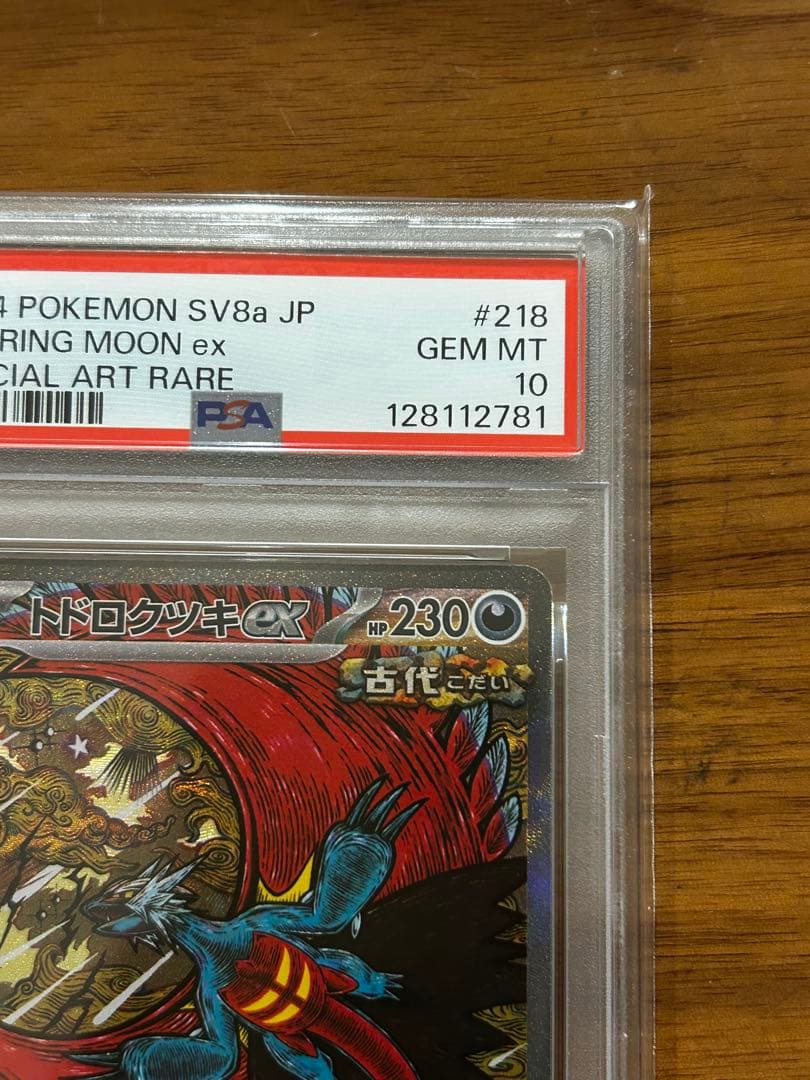 4 POKEMON SV8a JP #218
RING MOON ex GEM MT
CIAL ART RARE 10
PSA 128112781
トドロクツキex HP230
古代 こだい